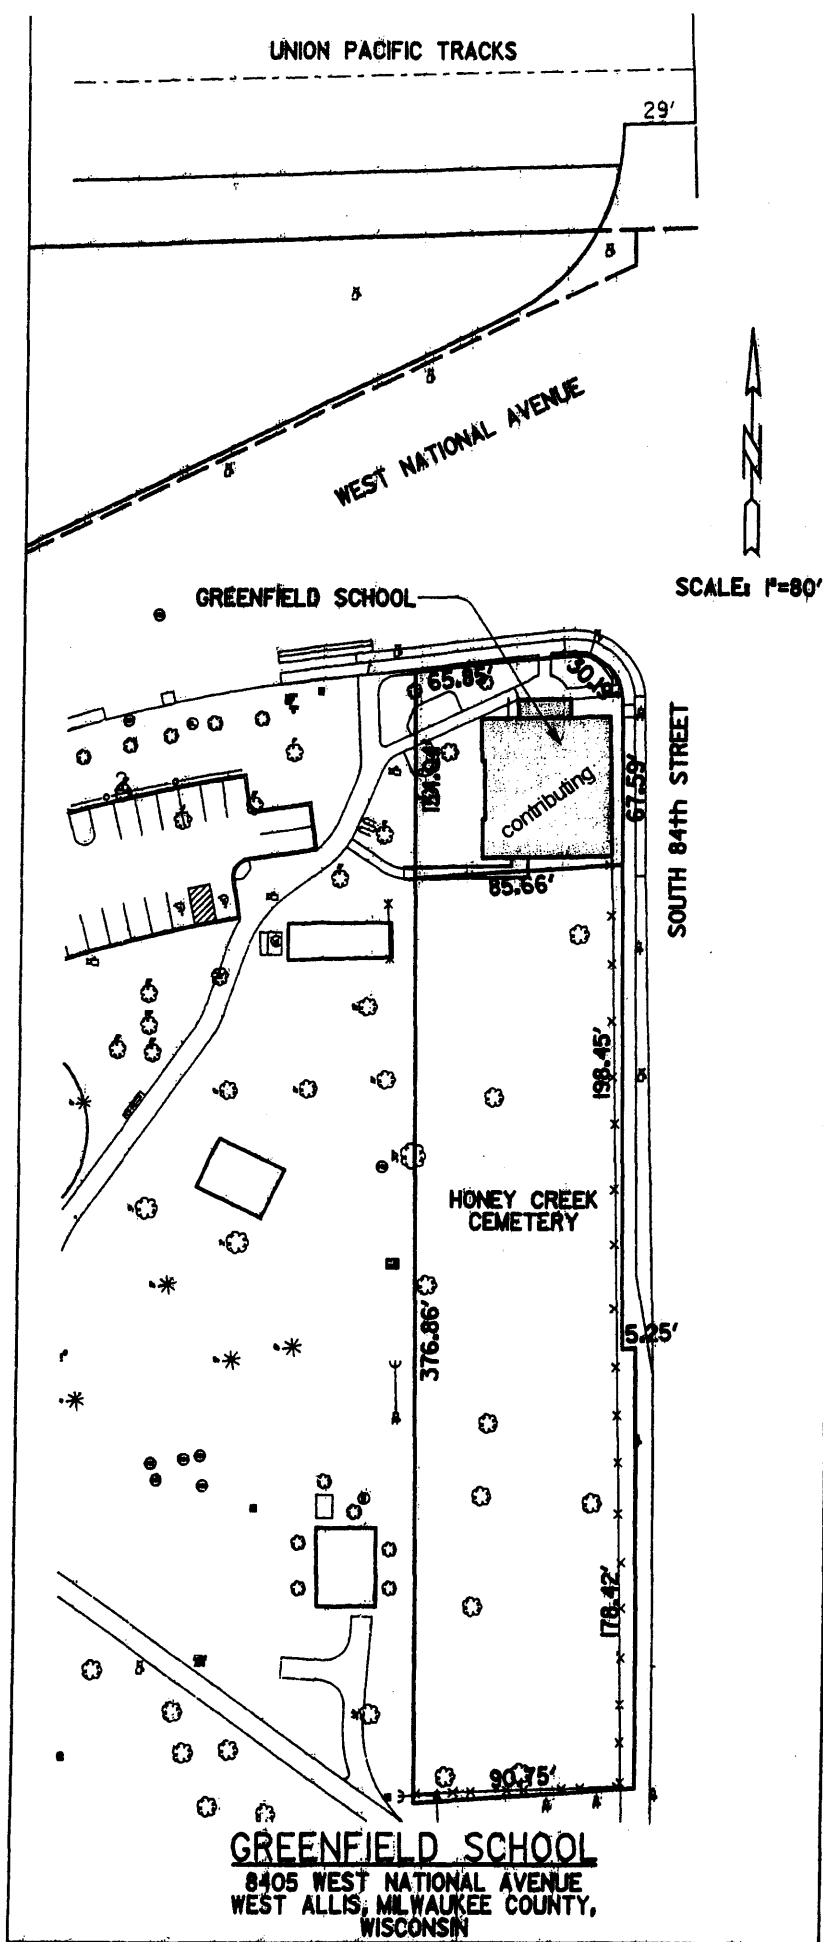 UNION PACIFIC TRACKS
29'
WEST NATIONAL AVENUE
SCALE: 1"=80'
GREENFIELD SCHOOL
65.85'
30.19'
67.59'
SOUTH 84th STREET
contributing
85.66'
198.45'
HONEY CREEK
CEMETERY
5.25'
376.86'
178.42'
90.75'
GREENFIELD SCHOOL
8405 WEST NATIONAL AVENUE
WEST ALLIS, MILWAUKEE COUNTY,
WISCONSIN